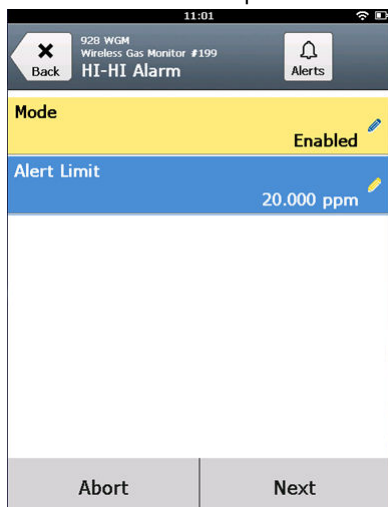 11:01
928 WGM
Wireless Gas Monitor #199
HI-HI Alarm
Back
Alerts
Mode
Enabled
Alert Limit
20.000 ppm
Abort
Next